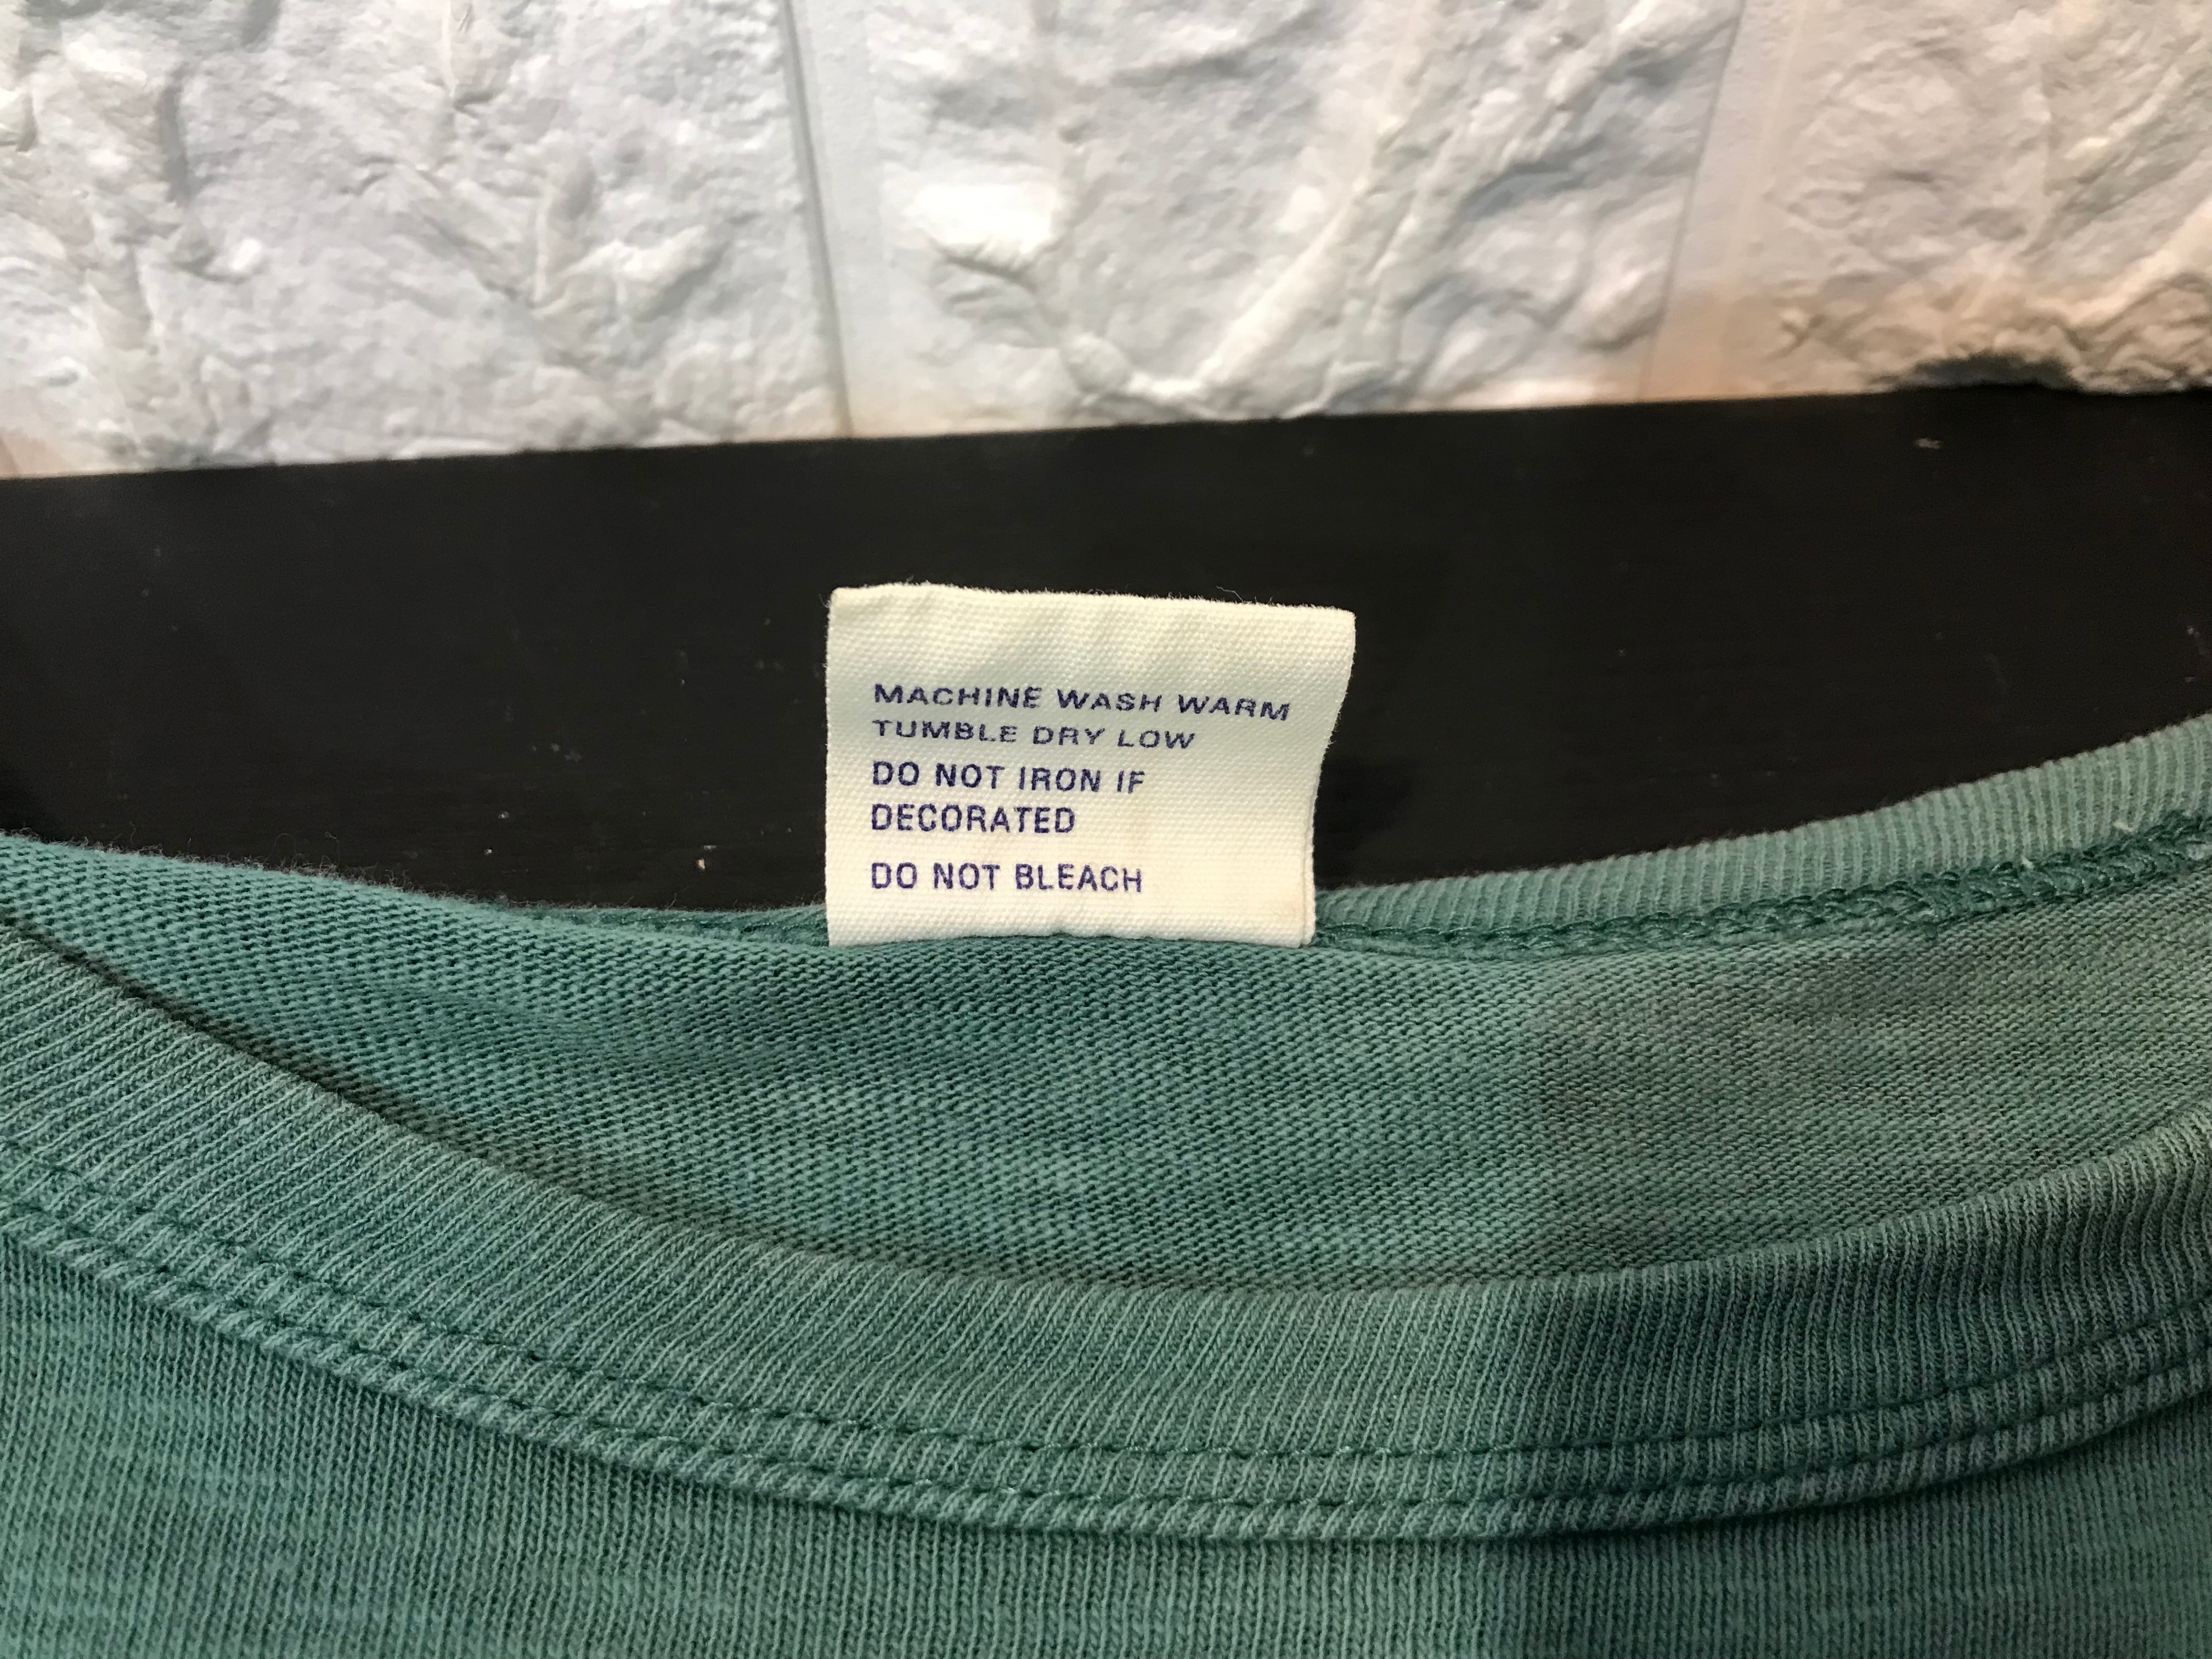 MACHINE WASH WARM
TUMBLE DRY LOW
DO NOT IRON IF
DECORATED
DO NOT BLEACH